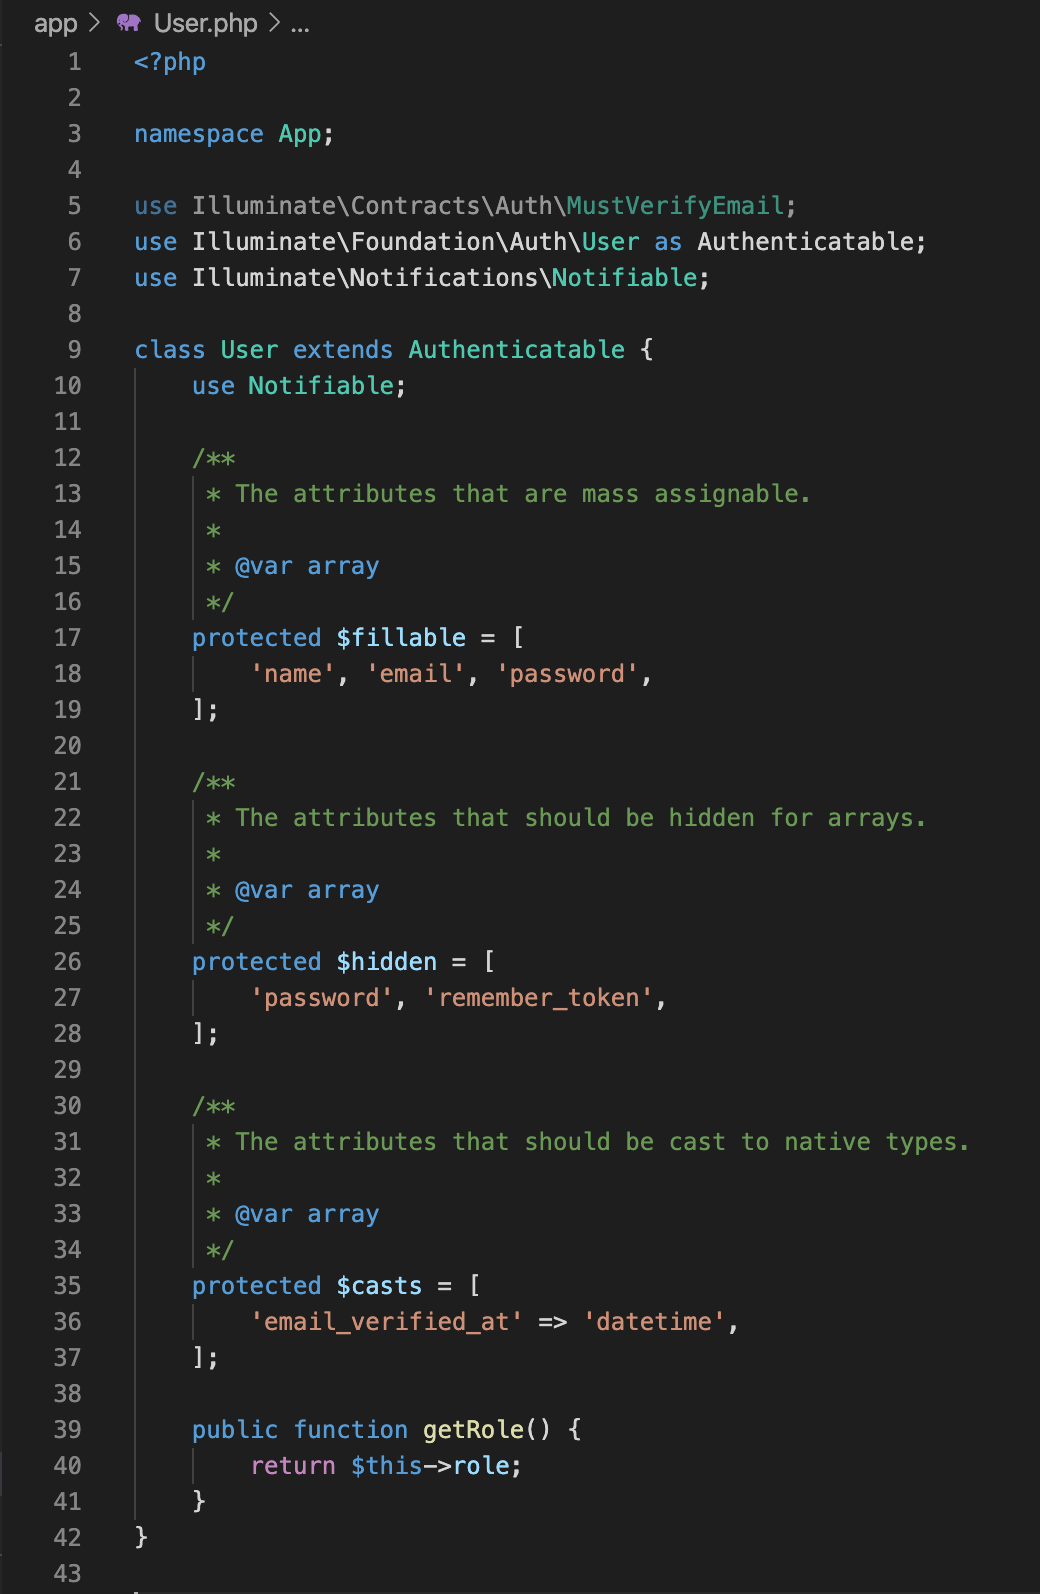 app > User.php > ...
1 <?php
2
3 namespace App;
4
5 use Illuminate\Contracts\Auth\MustVerifyEmail;
6 use Illuminate\Foundation\Auth\User as Authenticatable;
7 use Illuminate\Notifications\Notifiable;
8
9 class User extends Authenticatable {
10     use Notifiable;
11
12     /**
13      * The attributes that are mass assignable.
14      *
15      * @var array
16      */
17     protected $fillable = [
18         'name', 'email', 'password',
19     ];
20
21     /**
22      * The attributes that should be hidden for arrays.
23      *
24      * @var array
25      */
26     protected $hidden = [
27         'password', 'remember_token',
28     ];
29
30     /**
31      * The attributes that should be cast to native types.
32      *
33      * @var array
34      */
35     protected $casts = [
36         'email_verified_at' => 'datetime',
37     ];
38
39     public function getRole() {
40         return $this->role;
41     }
42 }
43